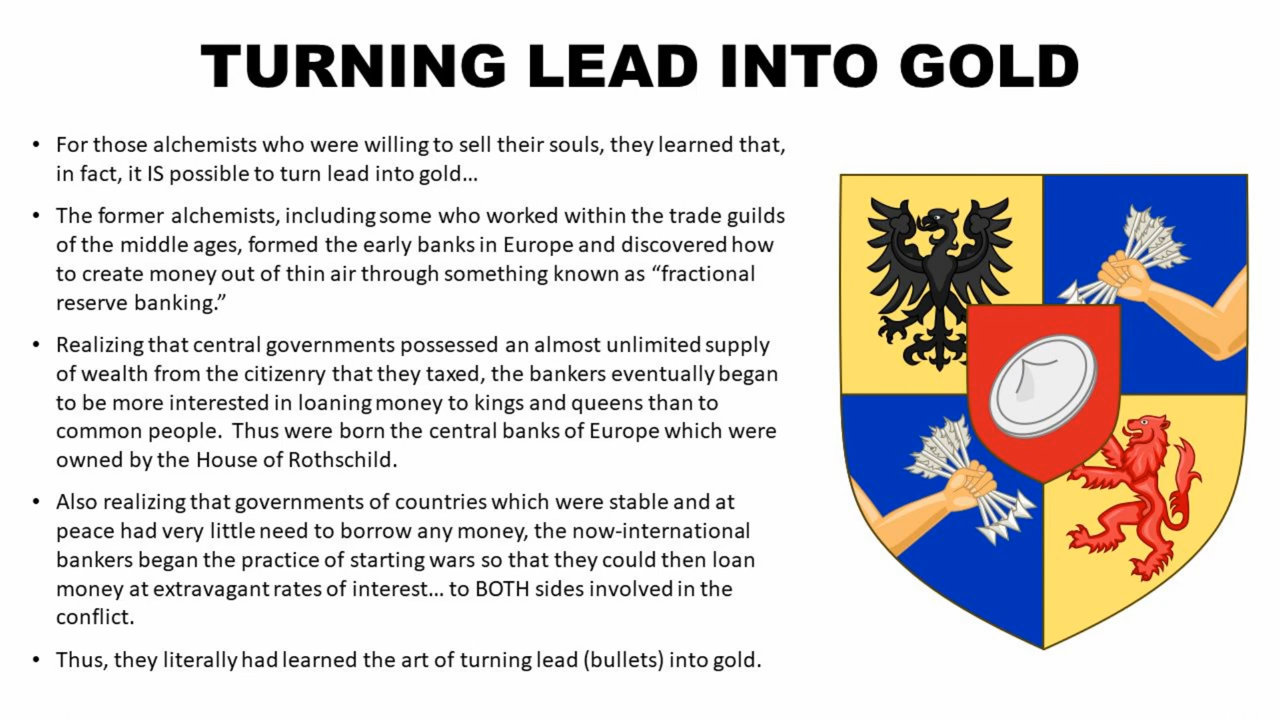 TURNING LEAD INTO GOLD
• For those alchemists who were willing to sell their souls, they learned that,
in fact, it IS possible to turn lead into gold…
• The former alchemists, including some who worked within the trade guilds
of the middle ages, formed the early banks in Europe and discovered how
to create money out of thin air through something known as “fractional
reserve banking.”
• Realizing that central governments possessed an almost unlimited supply
of wealth from the citizenry that they taxed, the bankers eventually began
to be more interested in loaning money to kings and queens than to
common people.  Thus were born the central banks of Europe which were
owned by the House of Rothschild.
• Also realizing that governments of countries which were stable and at
peace had very little need to borrow any money, the now-international
bankers began the practice of starting wars so that they could then loan
money at extravagant rates of interest… to BOTH sides involved in the
conflict.
• Thus, they literally had learned the art of turning lead (bullets) into gold.